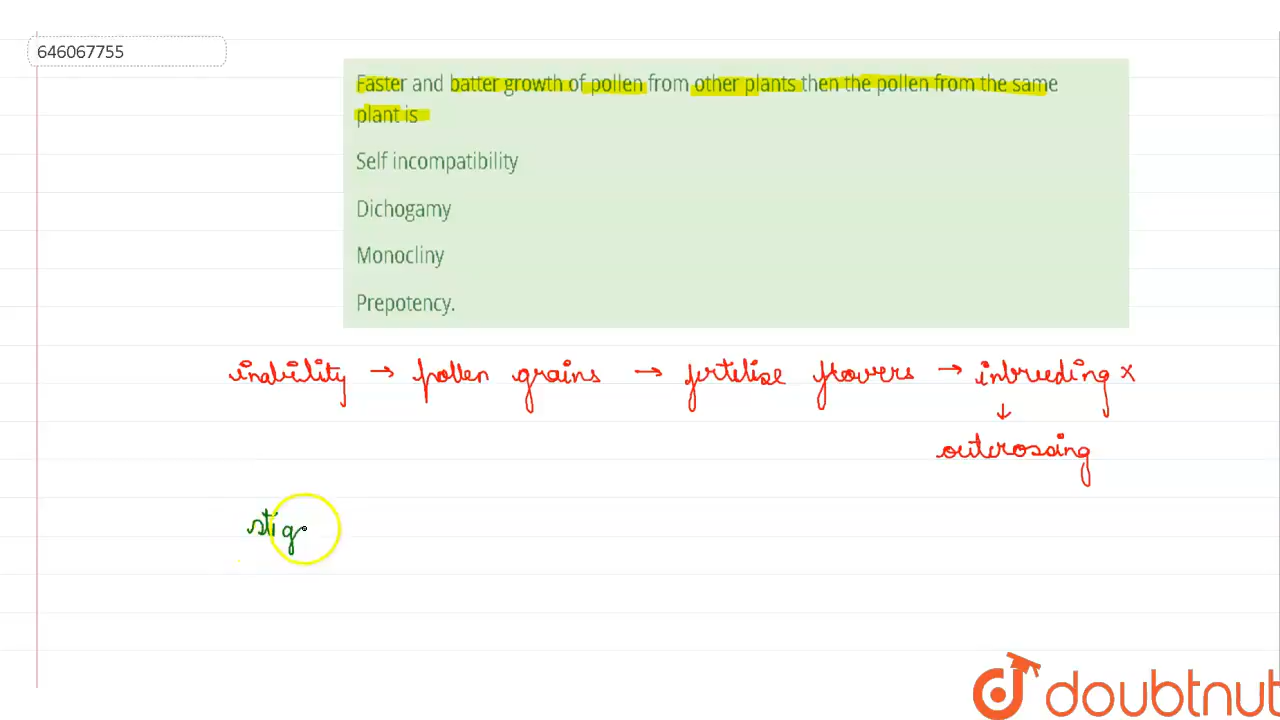 646067755
Faster and batter growth of pollen from other plants then the pollen from the same
plant is
Self incompatibility
Dichogamy
Monocliny
Prepotency.
inability → pollen grains → fertelise flowers → inbreeding x
↓
outcrossing
stig
doubtnut